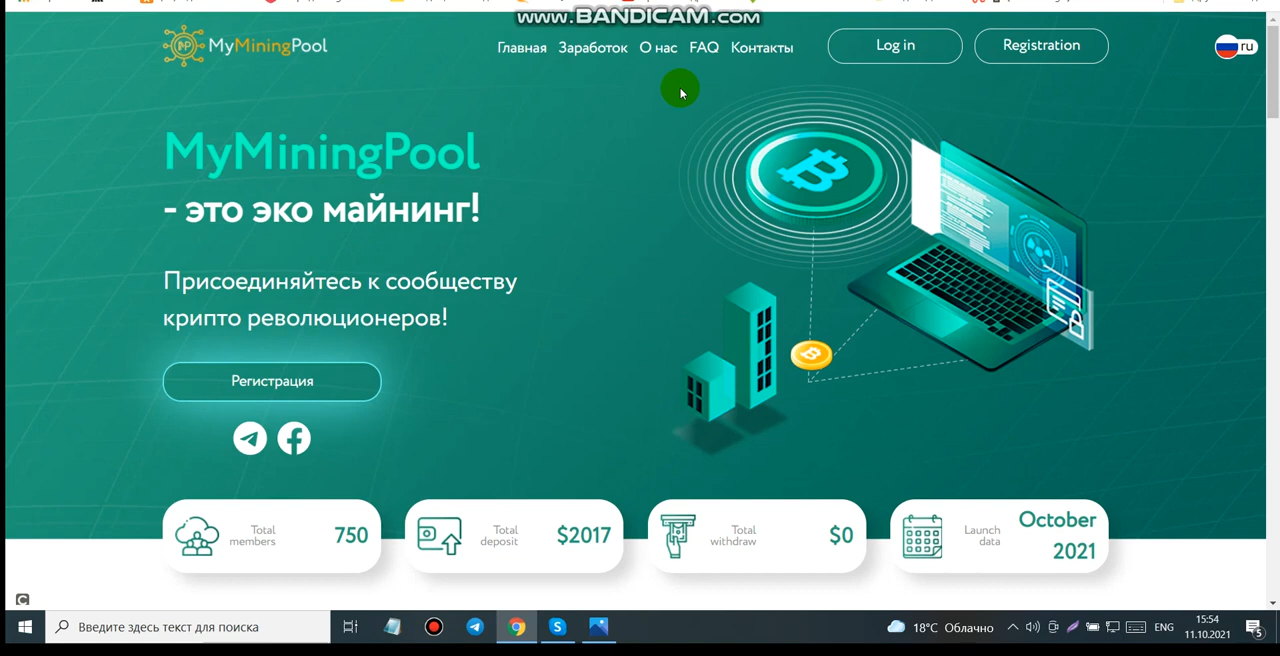 www.BANDICAM.com
MyMiningPool
Главная Заработок О нас FAQ Контакты
Log in
Registration
ru
MyMiningPool
- это эко майнинг!
Присоединяйтесь к сообществу
крипто революционеров!
Регистрация
Total
members
750
Total
deposit
$2017
Total
withdraw
$0
Launch
data
October
2021
Введите здесь текст для поиска
18°C Облачно
ENG
15:54
11.10.2021
5